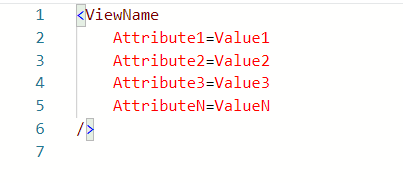 1 <ViewName
2 Attribute1=Value1
3 Attribute2=Value2
4 Attribute3=Value3
5 AttributeN=ValueN
6 />
7